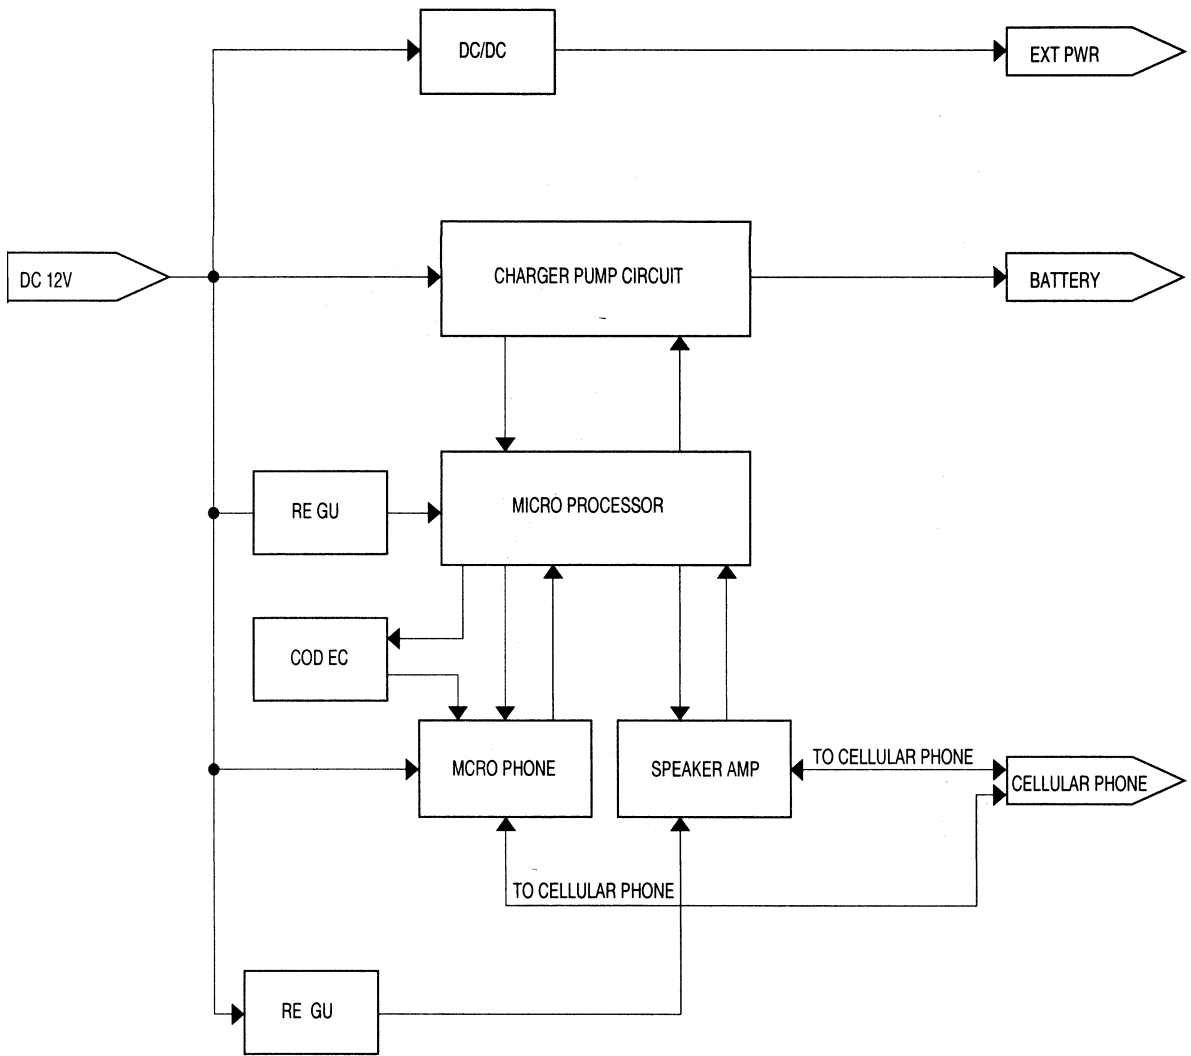 DC/DC
EXT PWR
DC 12V
CHARGER PUMP CIRCUIT
BATTERY
RE GU
MICRO PROCESSOR
COD EC
MCRO PHONE
SPEAKER AMP
TO CELLULAR PHONE
CELLULAR PHONE
TO CELLULAR PHONE
RE GU